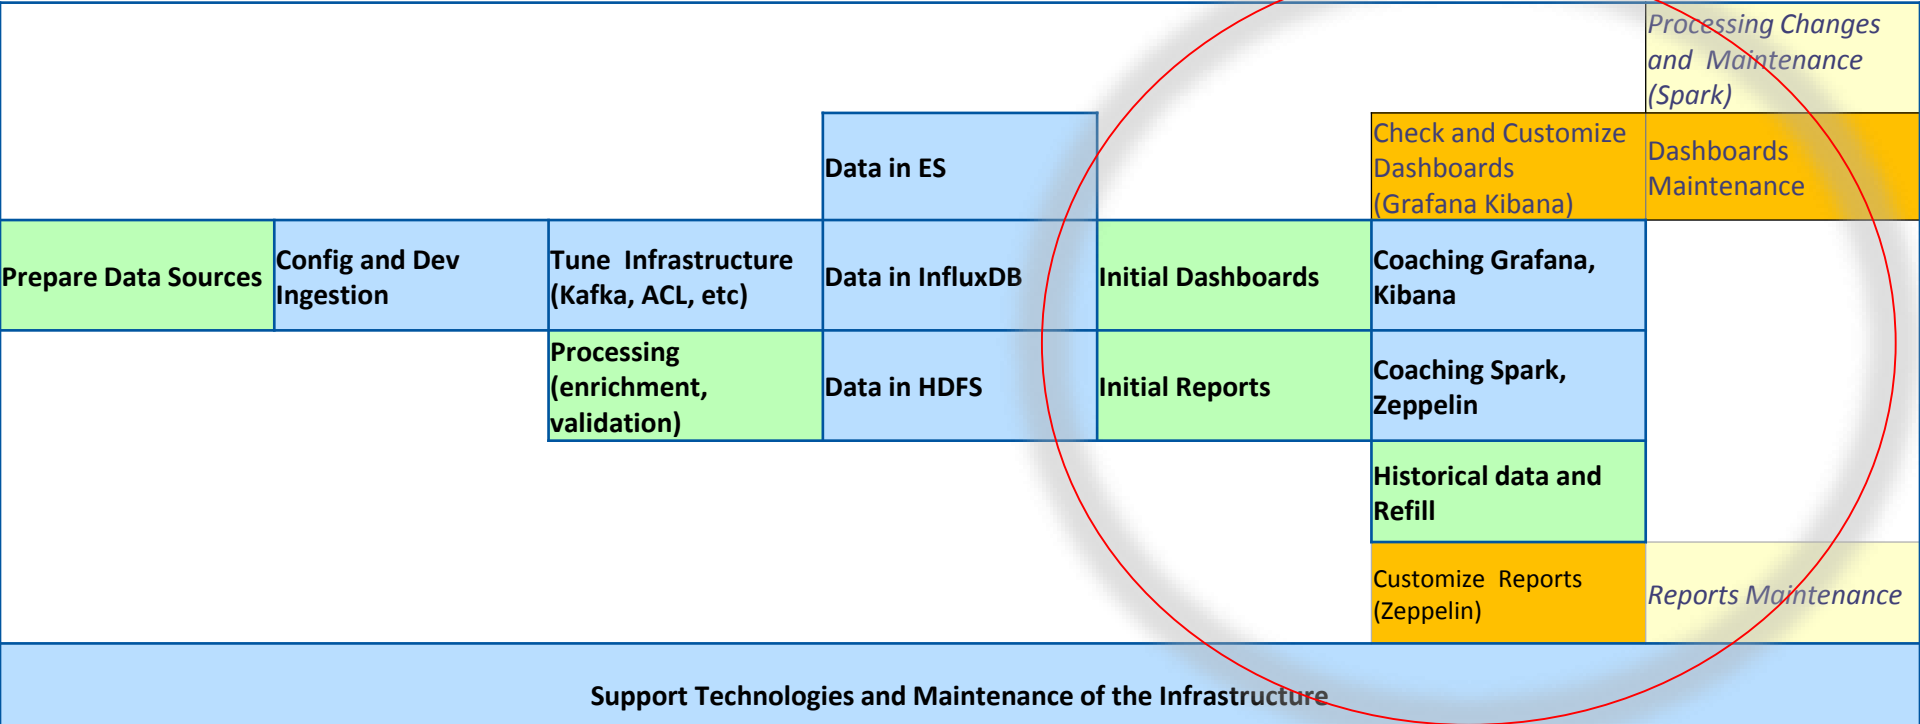 Processing Changes
and Maintenance
(Spark)
Data in ES
Check and Customize
Dashboards
(Grafana Kibana)
Dashboards
Maintenance
Prepare Data Sources
Config and Dev
Ingestion
Tune Infrastructure
(Kafka, ACL, etc)
Data in InfluxDB
Initial Dashboards
Coaching Grafana,
Kibana
Processing
(enrichment,
validation)
Data in HDFS
Initial Reports
Coaching Spark,
Zeppelin
Historical data and
Refill
Customize Reports
(Zeppelin)
Reports Maintenance
Support Technologies and Maintenance of the Infrastructure